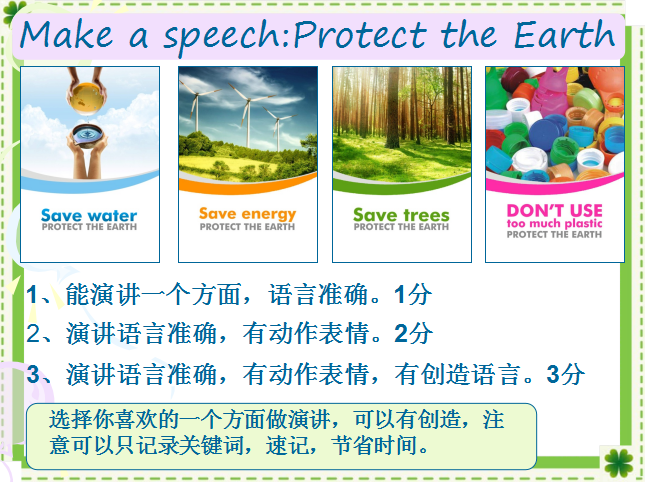 Make a speech:Protect the Earth
Save water
PROTECT THE EARTH
Save energy
PROTECT THE EARTH
Save trees
PROTECT THE EARTH
DON'T USE
too much plastic
PROTECT THE EARTH
1、能演讲一个方面，语言准确。1分
2、演讲语言准确，有动作表情。2分
3、演讲语言准确，有动作表情，有创造语言。3分
选择你喜欢的一个方面做演讲，可以有创造，注
意可以只记录关键词，速记，节省时间。